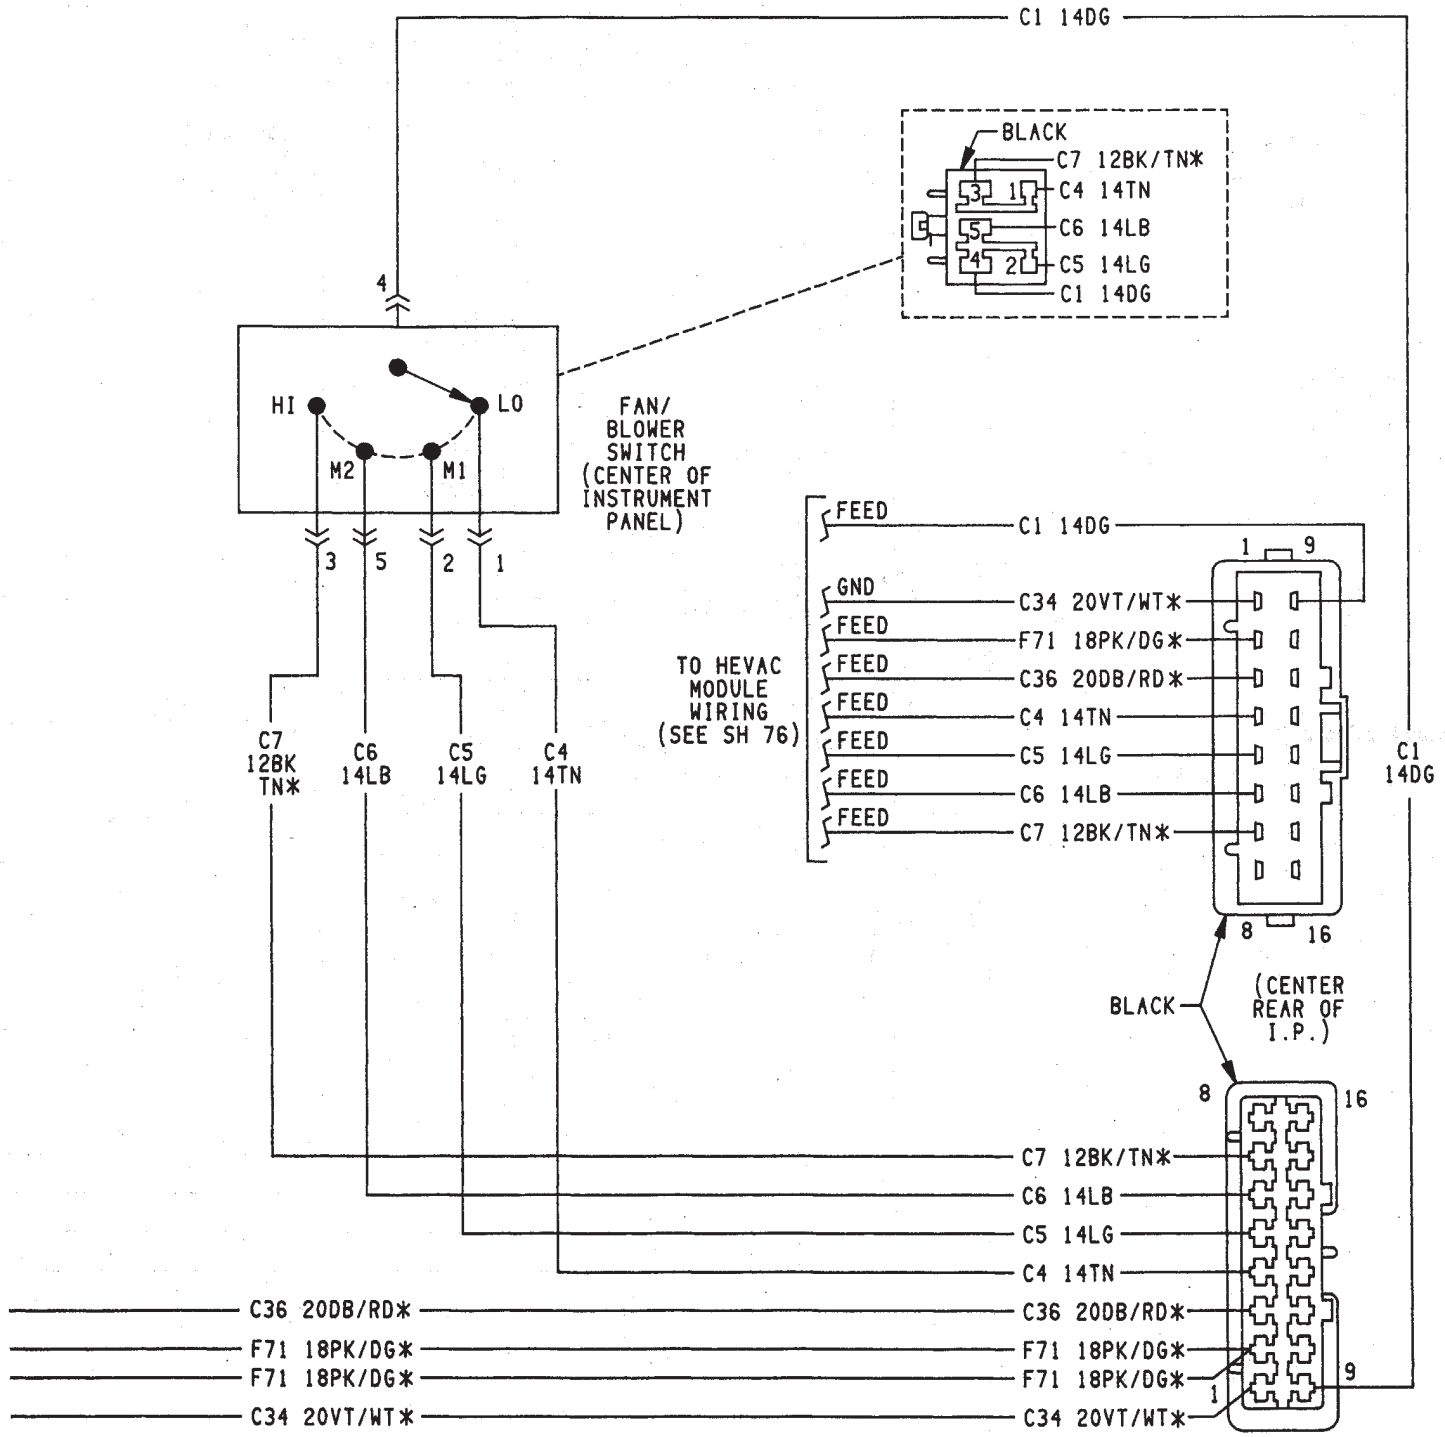 C1 14DG
BLACK
C7 12BK/TN*
3 1 C4 14TN
5 C6 14LB
4 2 C5 14LG
C1 14DG
4
HI LO
M2 M1
FAN/
BLOWER
SWITCH
(CENTER OF
INSTRUMENT
PANEL)
3 5 2 1
C7
12BK
TN*
C6
14LB
C5
14LG
C4
14TN
TO HEVAC
MODULE
WIRING
(SEE SH 76)
FEED C1 14DG
1 9
GND C34 20VT/WT*
FEED F71 18PK/DG*
FEED C36 20DB/RD*
FEED C4 14TN
FEED C5 14LG
FEED C6 14LB
FEED C7 12BK/TN*
8 16
C1
14DG
BLACK
(CENTER
REAR OF
I.P.)
8 16
C7 12BK/TN*
C6 14LB
C5 14LG
C4 14TN
C36 20DB/RD* C36 20DB/RD*
F71 18PK/DG* F71 18PK/DG*
F71 18PK/DG* F71 18PK/DG*
1 9
C34 20VT/WT* C34 20VT/WT*